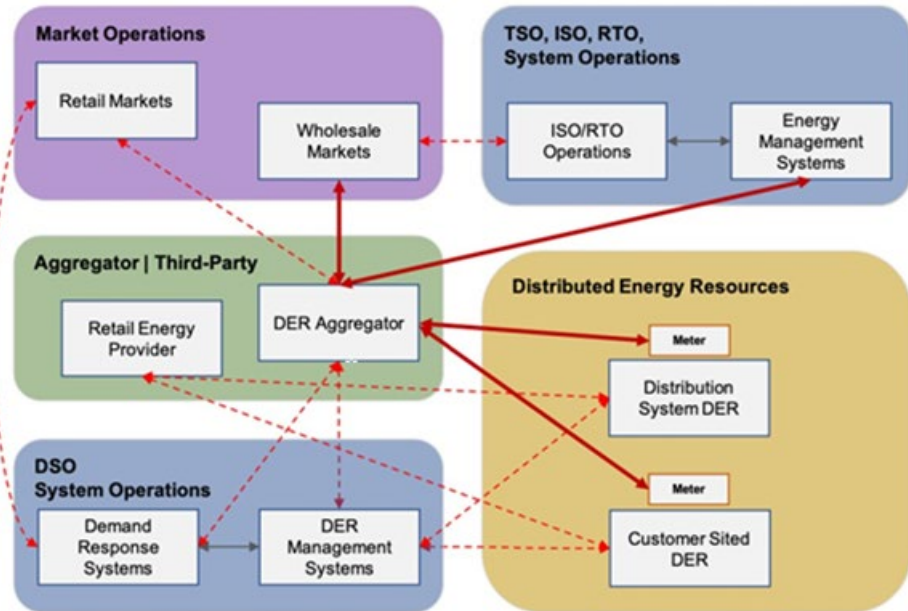 Market Operations
Retail Markets
Wholesale
Markets
TSO, ISO, RTO,
System Operations
ISO/RTO
Operations
Energy
Management
Systems
Aggregator | Third-Party
Retail Energy
Provider
DER Aggregator
Distributed Energy Resources
Meter
Distribution
System DER
Meter
Customer Sited
DER
DSO
System Operations
Demand
Response
Systems
DER
Management
Systems